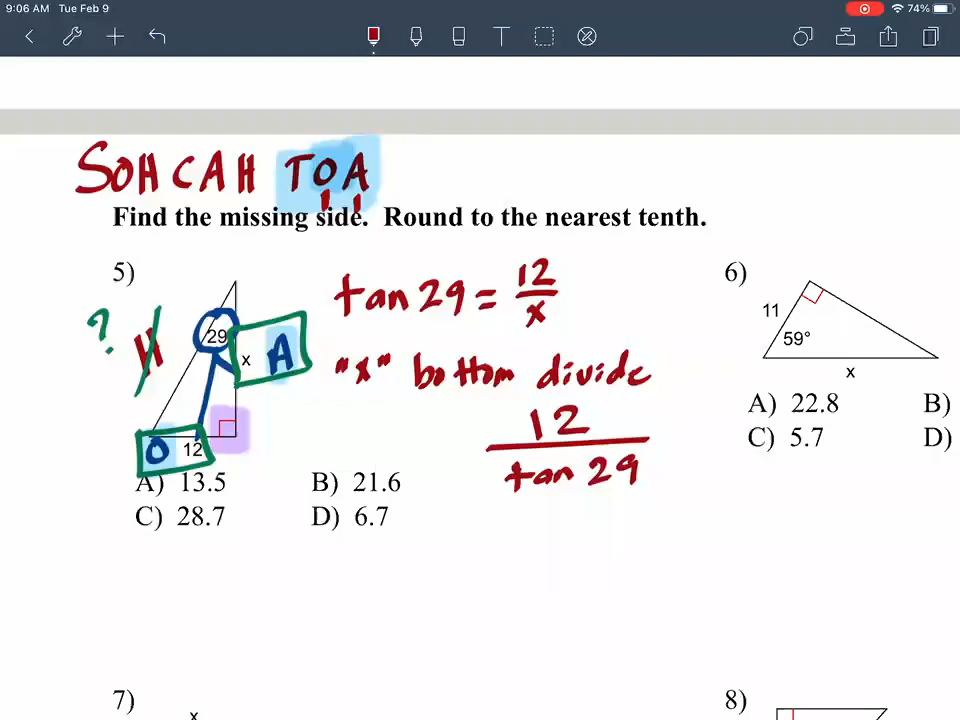 9:06 AM Tue Feb 9 74%
SOH CAH TOA
Find the missing side. Round to the nearest tenth.
5)
? H
29
x A
O 12
tan 29 = 12/x
"x" bottom divide
12
tan 29
A) 13.5 B) 21.6
C) 28.7 D) 6.7
6)
11
59°
x
A) 22.8 B)
C) 5.7 D)
7)
x
8)